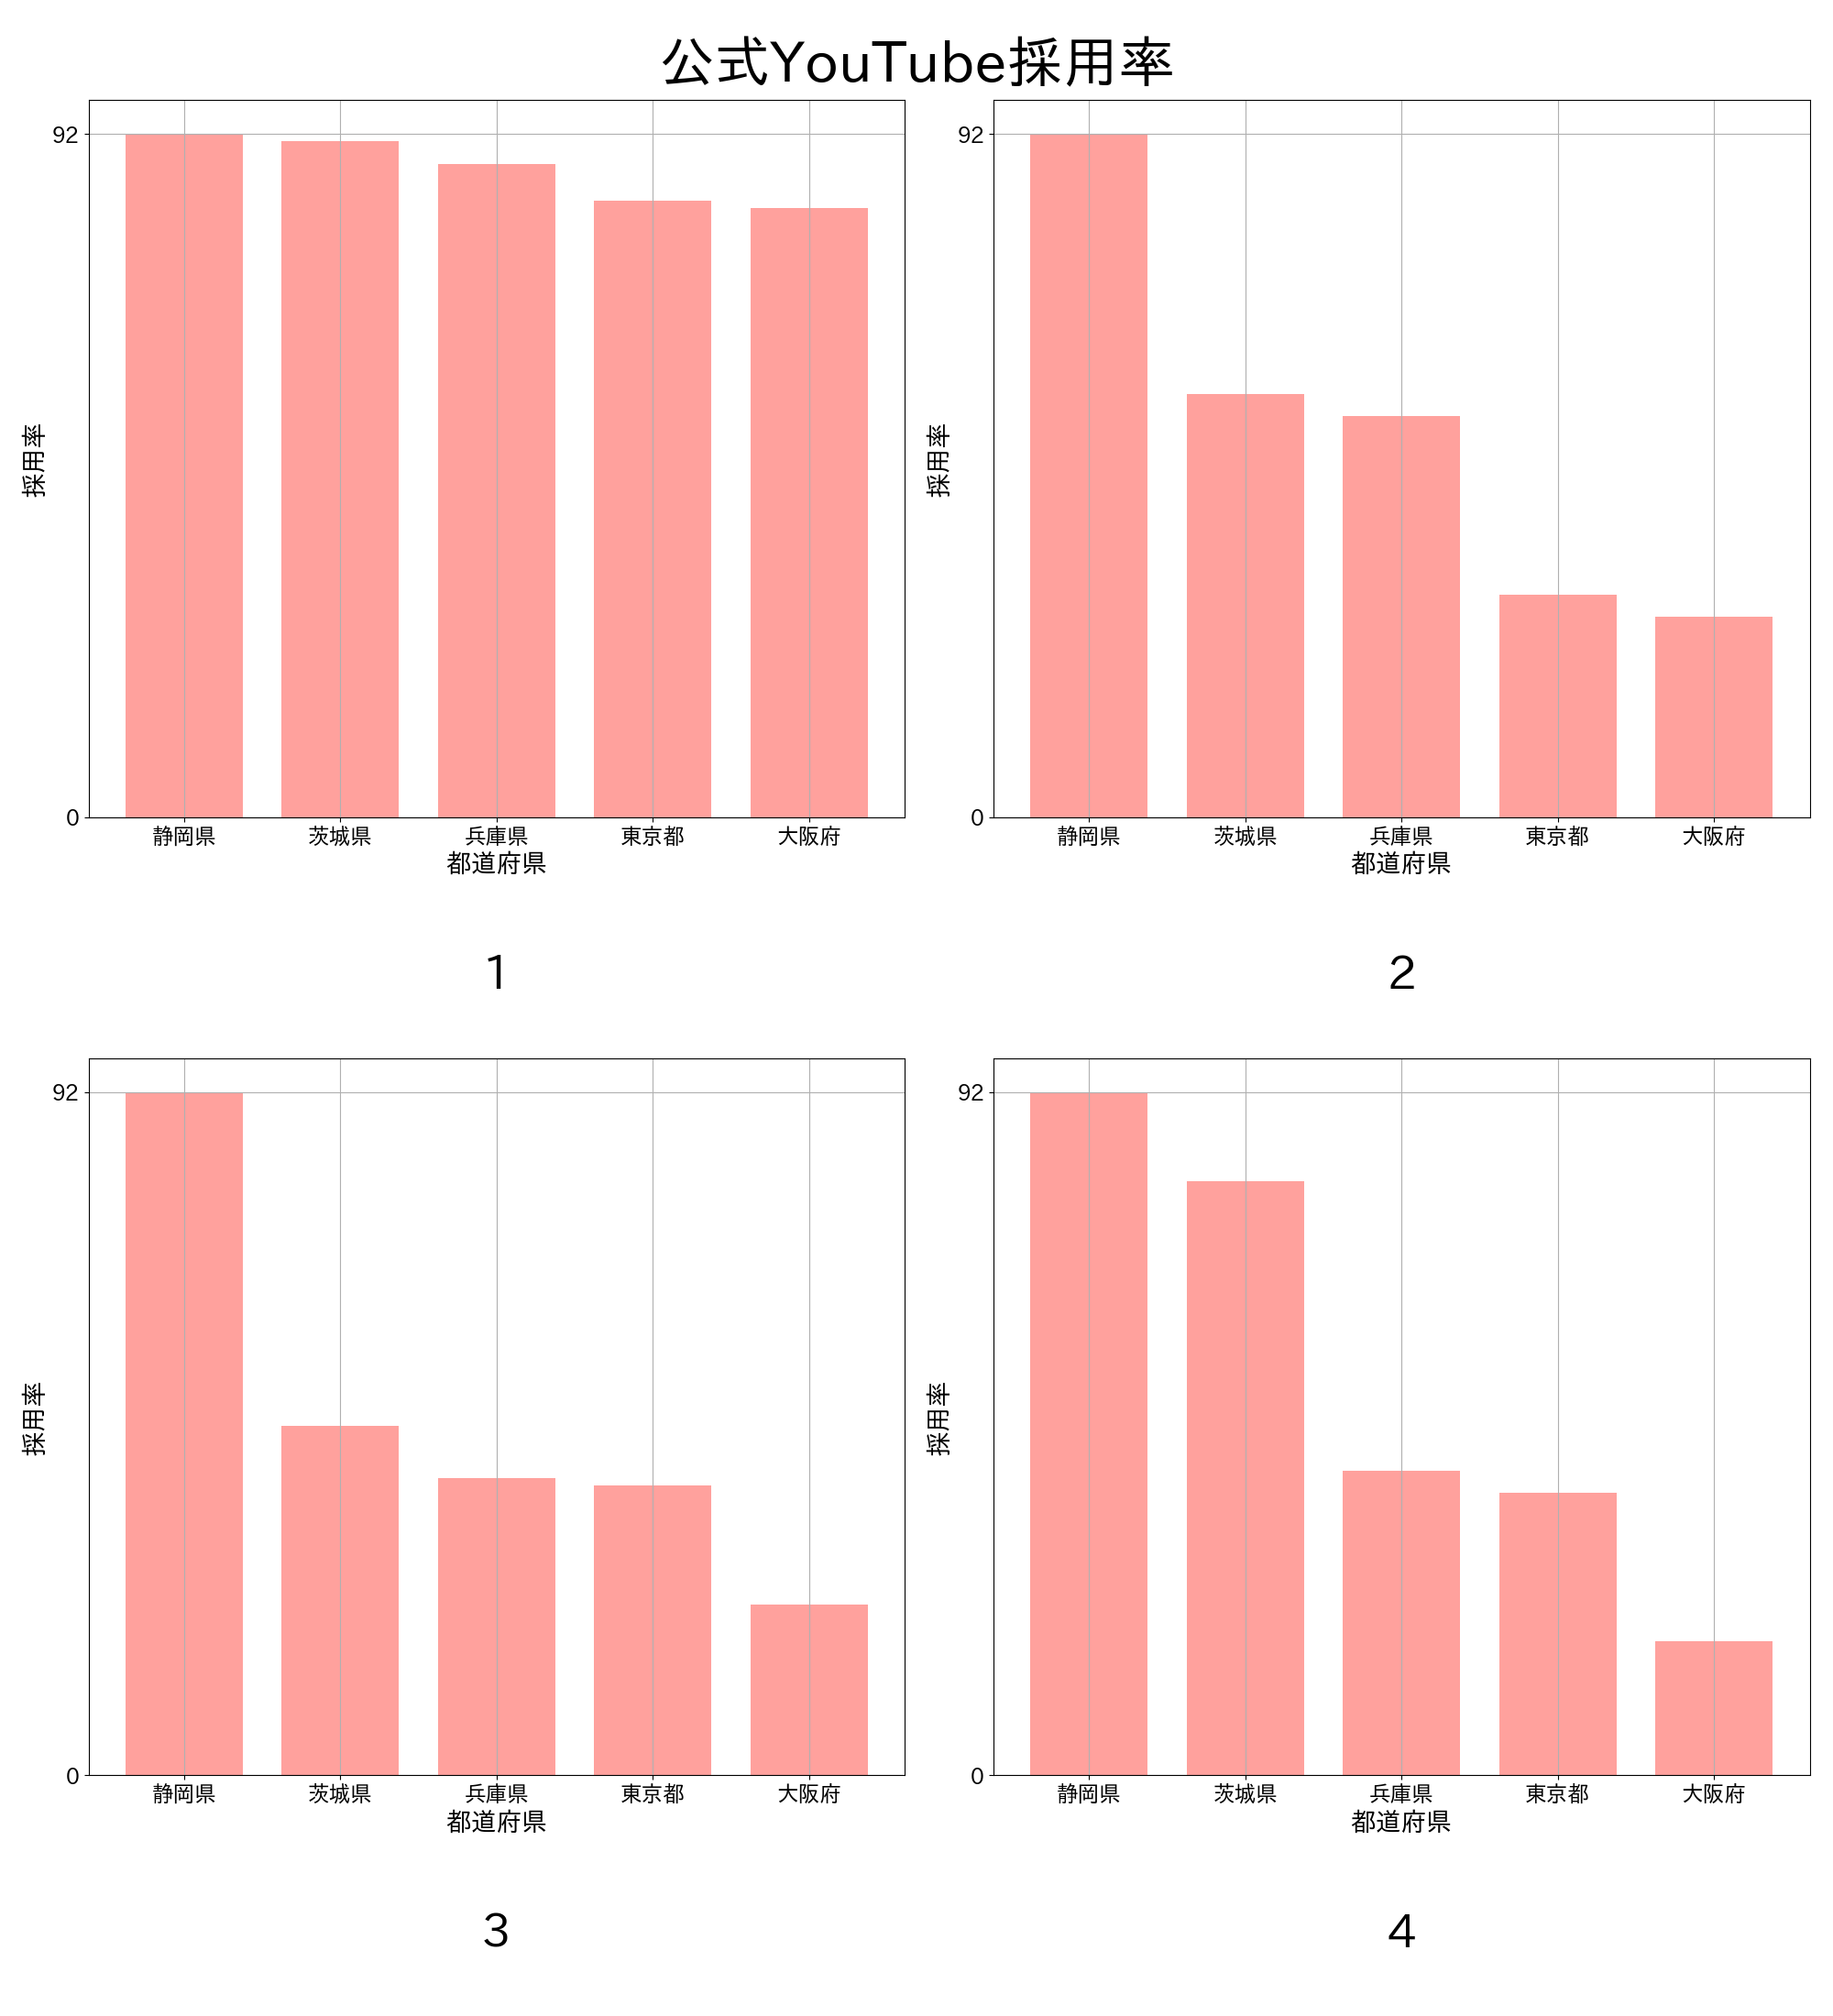 公式YouTube採用率
92
0
採用率
静岡県 茨城県 兵庫県 東京都 大阪府
都道府県
1
92
0
採用率
静岡県 茨城県 兵庫県 東京都 大阪府
都道府県
2
92
0
採用率
静岡県 茨城県 兵庫県 東京都 大阪府
都道府県
3
92
0
採用率
静岡県 茨城県 兵庫県 東京都 大阪府
都道府県
4